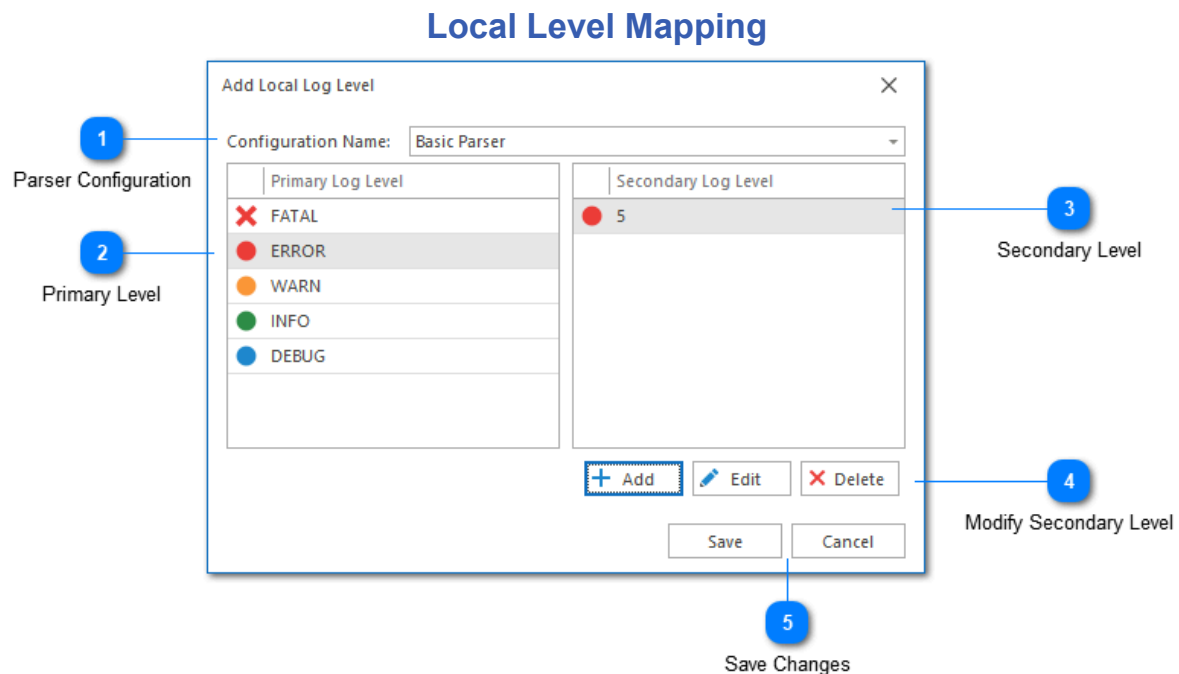 Local Level Mapping
Add Local Log Level
1
Configuration Name: Basic Parser
Parser Configuration
Primary Log Level
Secondary Log Level
FATAL
5
3
ERROR
2
Secondary Level
WARN
Primary Level
INFO
DEBUG
Add
Edit
Delete
4
Modify Secondary Level
Save
Cancel
5
Save Changes